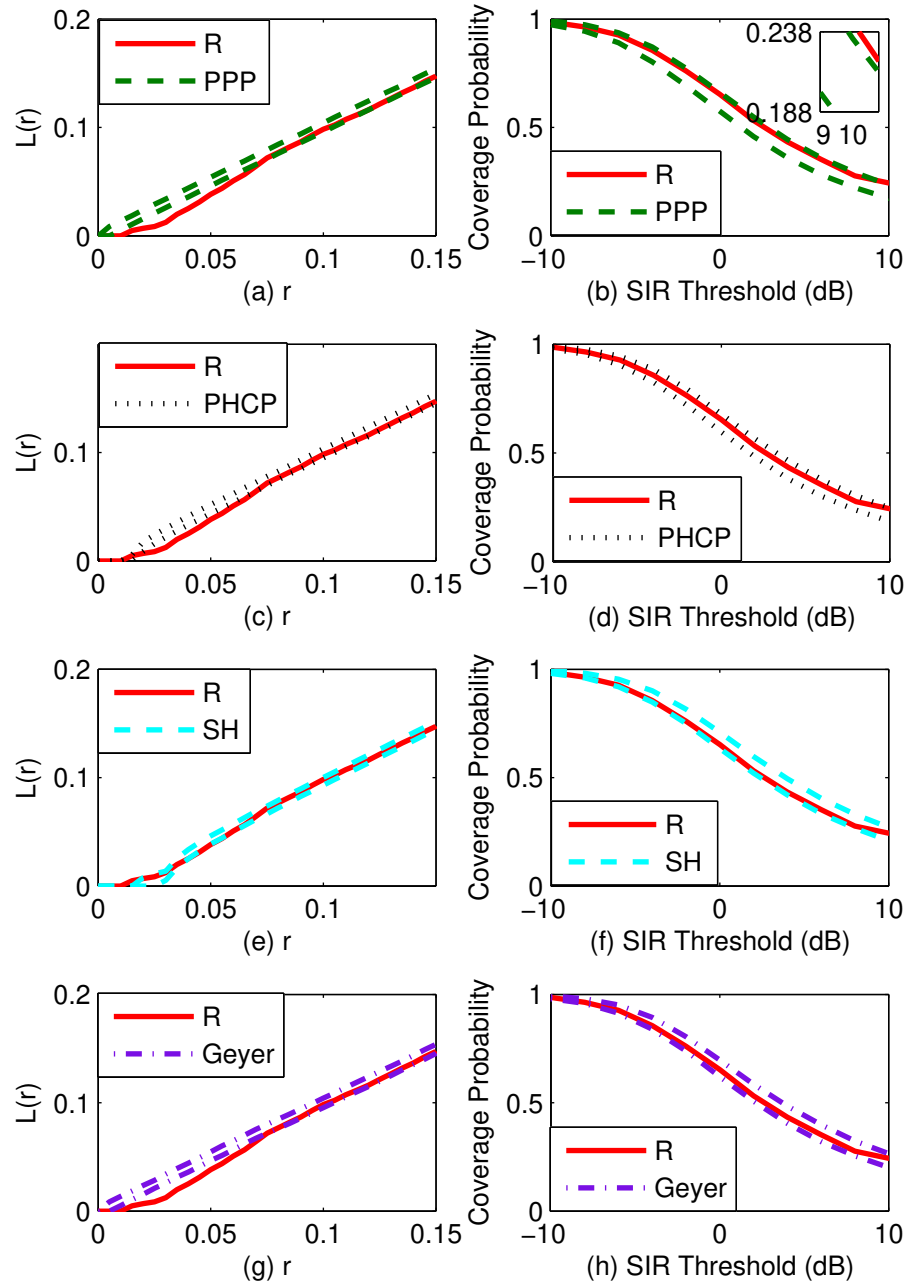 0.2
L(r)
0.1
0
R
PPP
0 0.05 0.1 0.15
(a) r
Coverage Probability
1
0.5
0
R
PPP
0.238
0.188
9 10
−10 0 10
(b) SIR Threshold (dB)
L(r)
0.1
0
R
PHCP
0 0.05 0.1 0.15
(c) r
Coverage Probability
1
0.5
0
R
PHCP
−10 0 10
(d) SIR Threshold (dB)
0.2
L(r)
0.1
0
R
SH
0 0.05 0.1 0.15
(e) r
Coverage Probability
1
0.5
0
R
SH
−10 0 10
(f) SIR Threshold (dB)
0.2
L(r)
0.1
0
R
Geyer
0 0.05 0.1 0.15
(g) r
Coverage Probability
1
0.5
0
R
Geyer
−10 0 10
(h) SIR Threshold (dB)